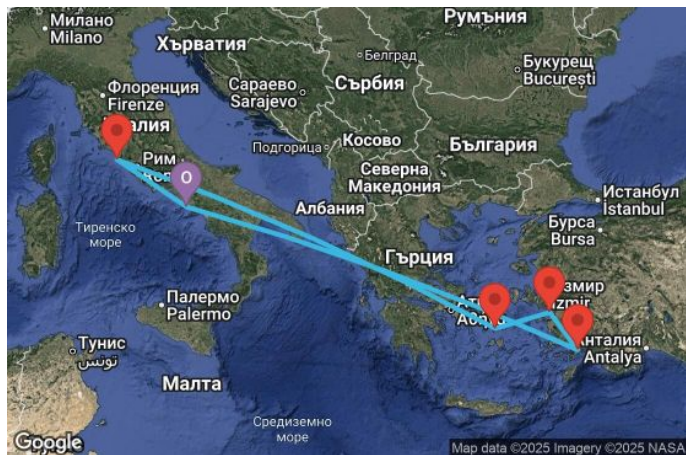 Милано
Milano
Хърватия
Румъния
Белград
Букурещ
București
Флоренция
Firenze
Сараево
Sarajevo
Сърбия
Подгорица
Косово
България
Рим
Северна
Македония
Истанбул
İstanbul
Албания
Бурса
Bursa
Тиренско
море
Гърция
Измир
Izmir
Палермо
Palermo
Анталия
Antalya
Тунис
تونس
Малта
Средиземно
море
O
Google
Map data ©2025 Imagery ©2025 NASA